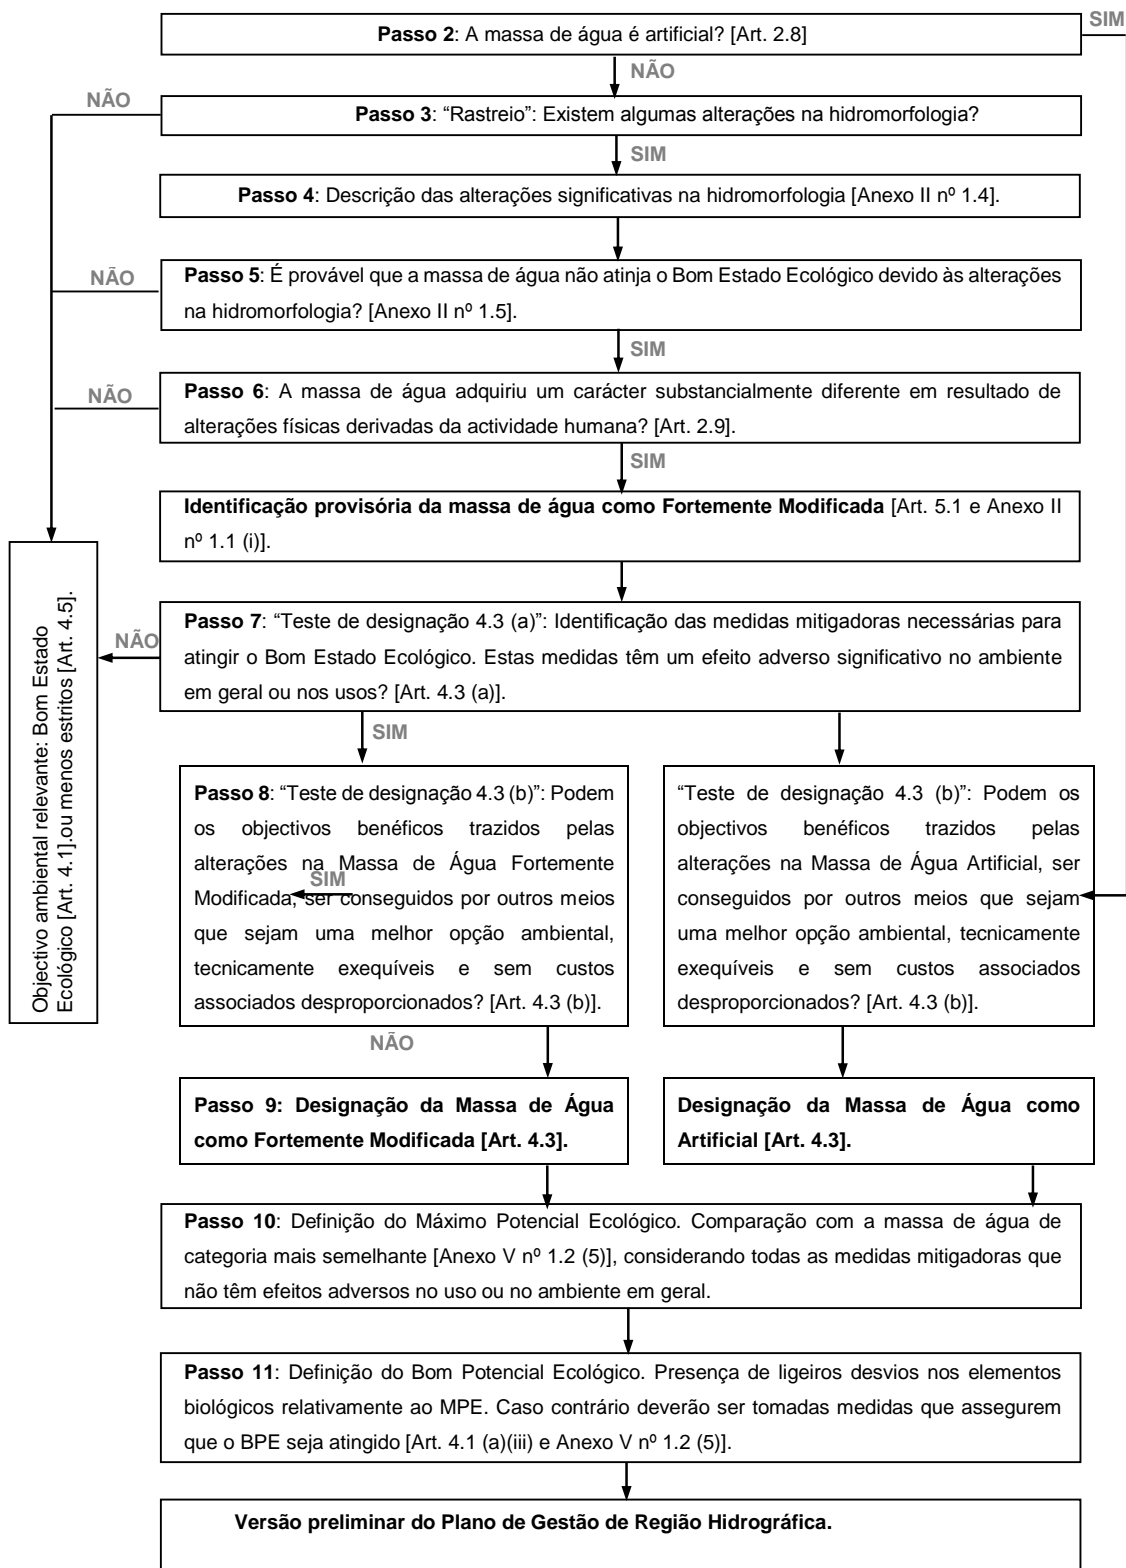 SIM
Passo 2: A massa de água é artificial? [Art. 2.8]
NÃO
NÃO
Passo 3: “Rastreio”: Existem algumas alterações na hidromorfologia?
SIM
Passo 4: Descrição das alterações significativas na hidromorfologia [Anexo II nº 1.4].
NÃO
Passo 5: É provável que a massa de água não atinja o Bom Estado Ecológico devido às alterações
na hidromorfologia? [Anexo II nº 1.5].
SIM
NÃO
Passo 6: A massa de água adquiriu um carácter substancialmente diferente em resultado de
alterações físicas derivadas da actividade humana? [Art. 2.9].
SIM
Identificação provisória da massa de água como Fortemente Modificada [Art. 5.1 e Anexo II
nº 1.1 (i)].
Objectivo ambiental relevante: Bom Estado
Ecológico [Art. 4.1].ou menos estritos [Art. 4.5].
NÃO
Passo 7: “Teste de designação 4.3 (a)”: Identificação das medidas mitigadoras necessárias para
atingir o Bom Estado Ecológico. Estas medidas têm um efeito adverso significativo no ambiente
em geral ou nos usos? [Art. 4.3 (a)].
SIM
Passo 8: “Teste de designação 4.3 (b)”: Podem
os objectivos benéficos trazidos pelas
alterações na Massa de Água Fortemente
SIM
Modificada, ser conseguidos por outros meios
que sejam uma melhor opção ambiental,
tecnicamente exequíveis e sem custos
associados desproporcionados? [Art. 4.3 (b)].
“Teste de designação 4.3 (b)”: Podem os
objectivos benéficos trazidos pelas
alterações na Massa de Água Artificial, ser
conseguidos por outros meios que sejam
uma melhor opção ambiental, tecnicamente
exequíveis e sem custos associados
desproporcionados? [Art. 4.3 (b)].
NÃO
Passo 9: Designação da Massa de Água
como Fortemente Modificada [Art. 4.3].
Designação da Massa de Água como
Artificial [Art. 4.3].
Passo 10: Definição do Máximo Potencial Ecológico. Comparação com a massa de água de
categoria mais semelhante [Anexo V nº 1.2 (5)], considerando todas as medidas mitigadoras que
não têm efeitos adversos no uso ou no ambiente em geral.
Passo 11: Definição do Bom Potencial Ecológico. Presença de ligeiros desvios nos elementos
biológicos relativamente ao MPE. Caso contrário deverão ser tomadas medidas que assegurem
que o BPE seja atingido [Art. 4.1 (a)(iii) e Anexo V nº 1.2 (5)].
Versão preliminar do Plano de Gestão de Região Hidrográfica.